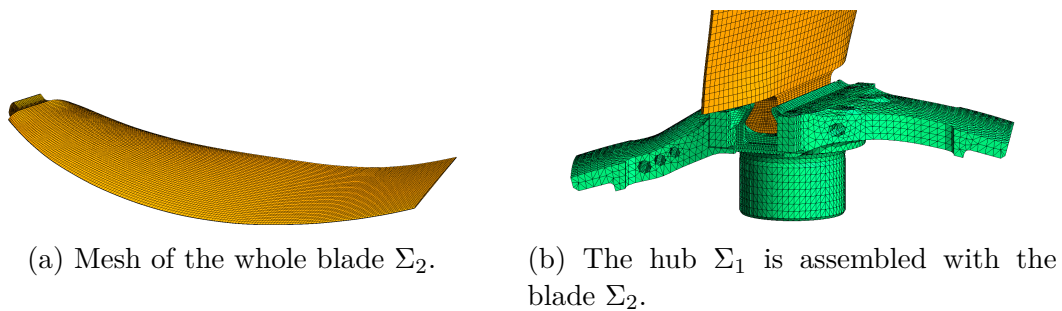 (a) Mesh of the whole blade Σ₂.
(b) The hub Σ₁ is assembled with the
blade Σ₂.